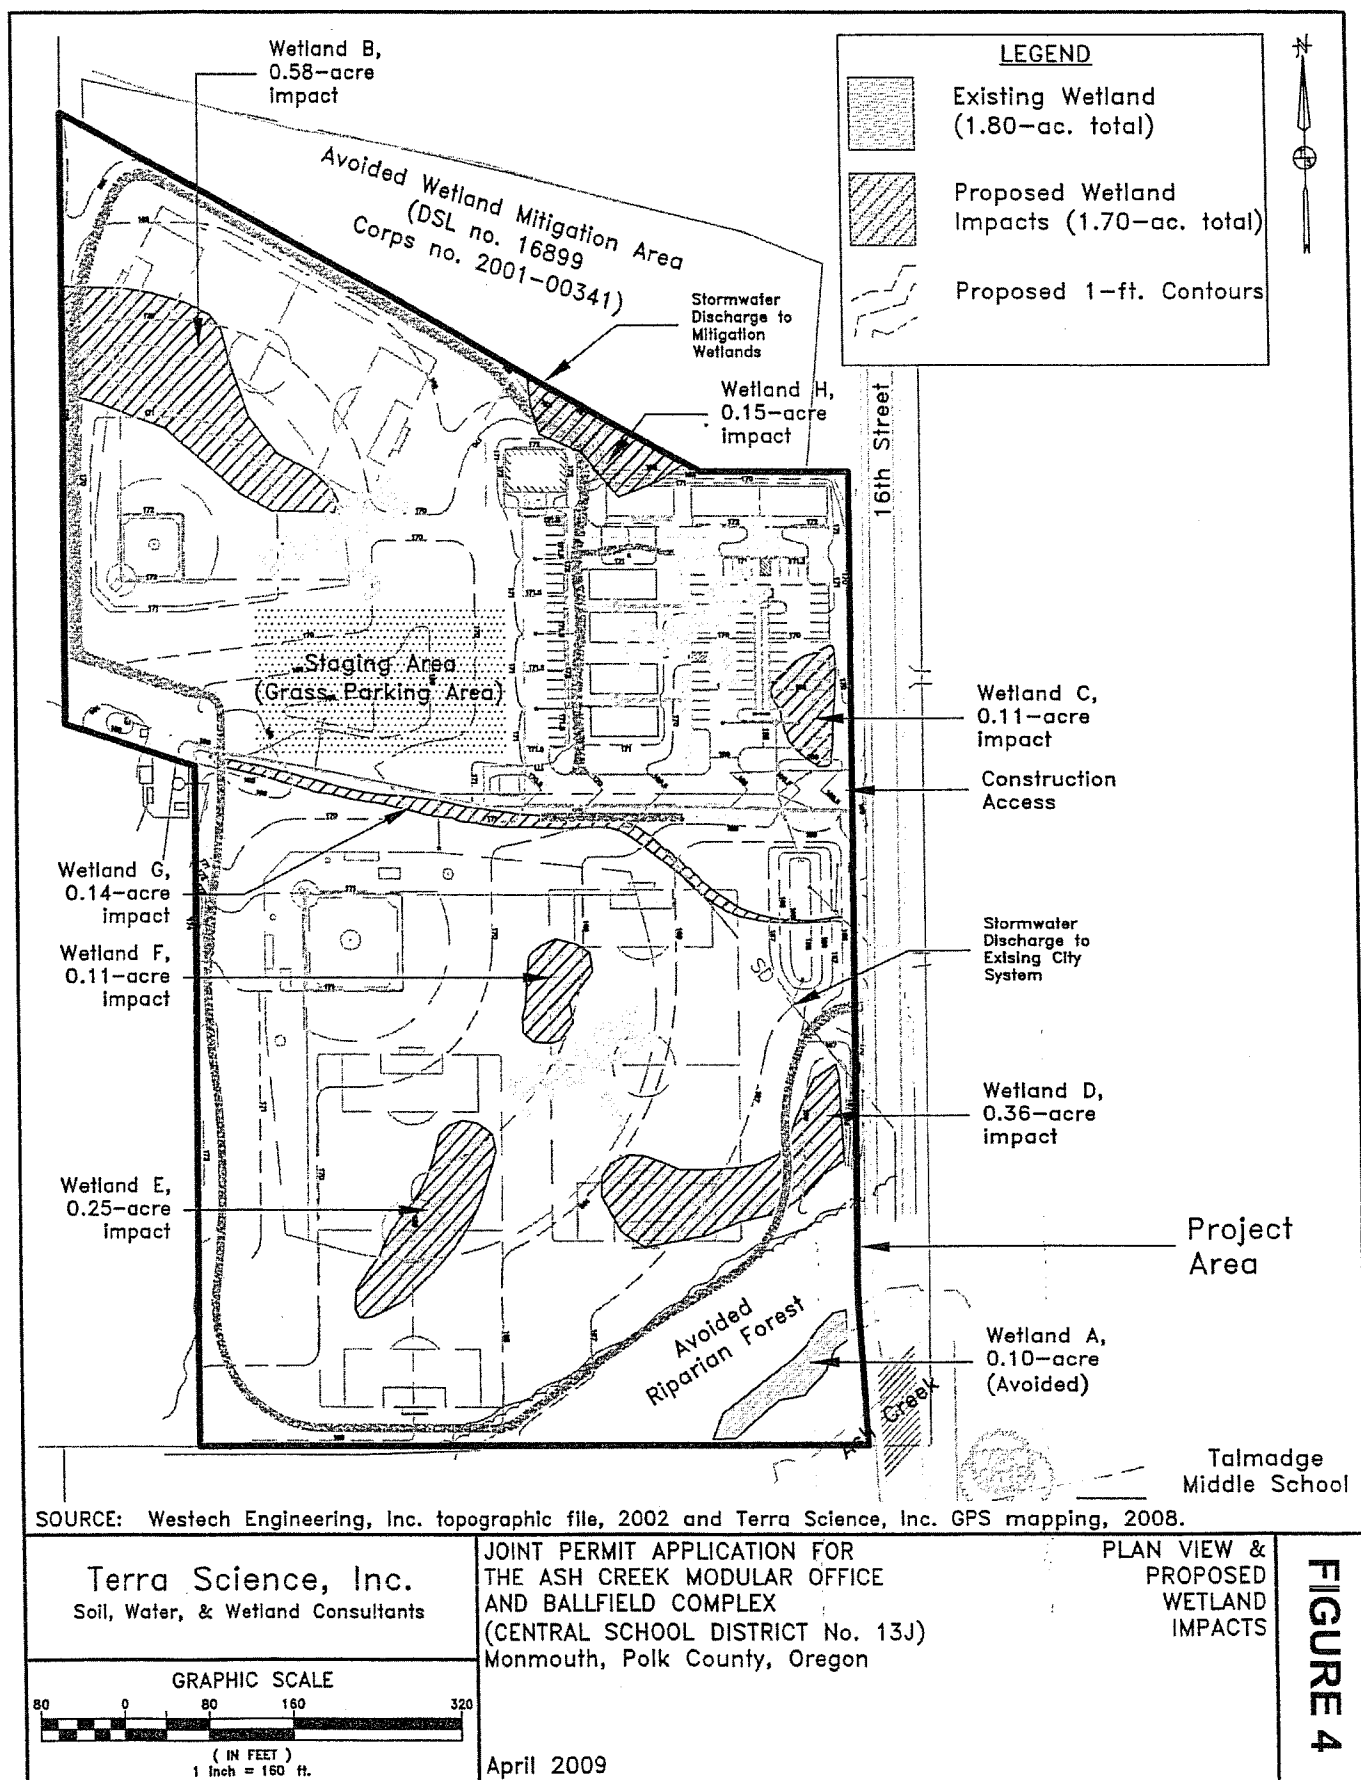 Wetland B,
0.58-acre
impact
LEGEND
Existing Wetland
(1.80-ac. total)
Proposed Wetland
Impacts (1.70-ac. total)
Proposed 1-ft. Contours
N
Avoided Wetland Mitigation Area
(DSL no. 16899
Corps no. 2001-00341)
Stormwater
Discharge to
Mitigation
Wetlands
Wetland H,
0.15-acre
impact
16th Street
Staging Area
(Grass Parking Area)
Wetland C,
0.11-acre
impact
Construction
Access
Wetland G,
0.14-acre
impact
Wetland F,
0.11-acre
impact
Stormwater
Discharge to
Exising City
System
SD
Wetland D,
0.36-acre
impact
Wetland E,
0.25-acre
impact
Project
Area
Avoided
Riparian Forest
Wetland A,
0.10-acre
(Avoided)
Ash Creek
Talmadge
Middle School
SOURCE: Westech Engineering, Inc. topographic file, 2002 and Terra Science, Inc. GPS mapping, 2008.
Terra Science, Inc.
Soil, Water, & Wetland Consultants
GRAPHIC SCALE
80 0 80 160 320
( IN FEET )
1 inch = 160 ft.
JOINT PERMIT APPLICATION FOR
THE ASH CREEK MODULAR OFFICE
AND BALLFIELD COMPLEX
(CENTRAL SCHOOL DISTRICT No. 13J)
Monmouth, Polk County, Oregon
April 2009
PLAN VIEW &
PROPOSED
WETLAND
IMPACTS
FIGURE 4